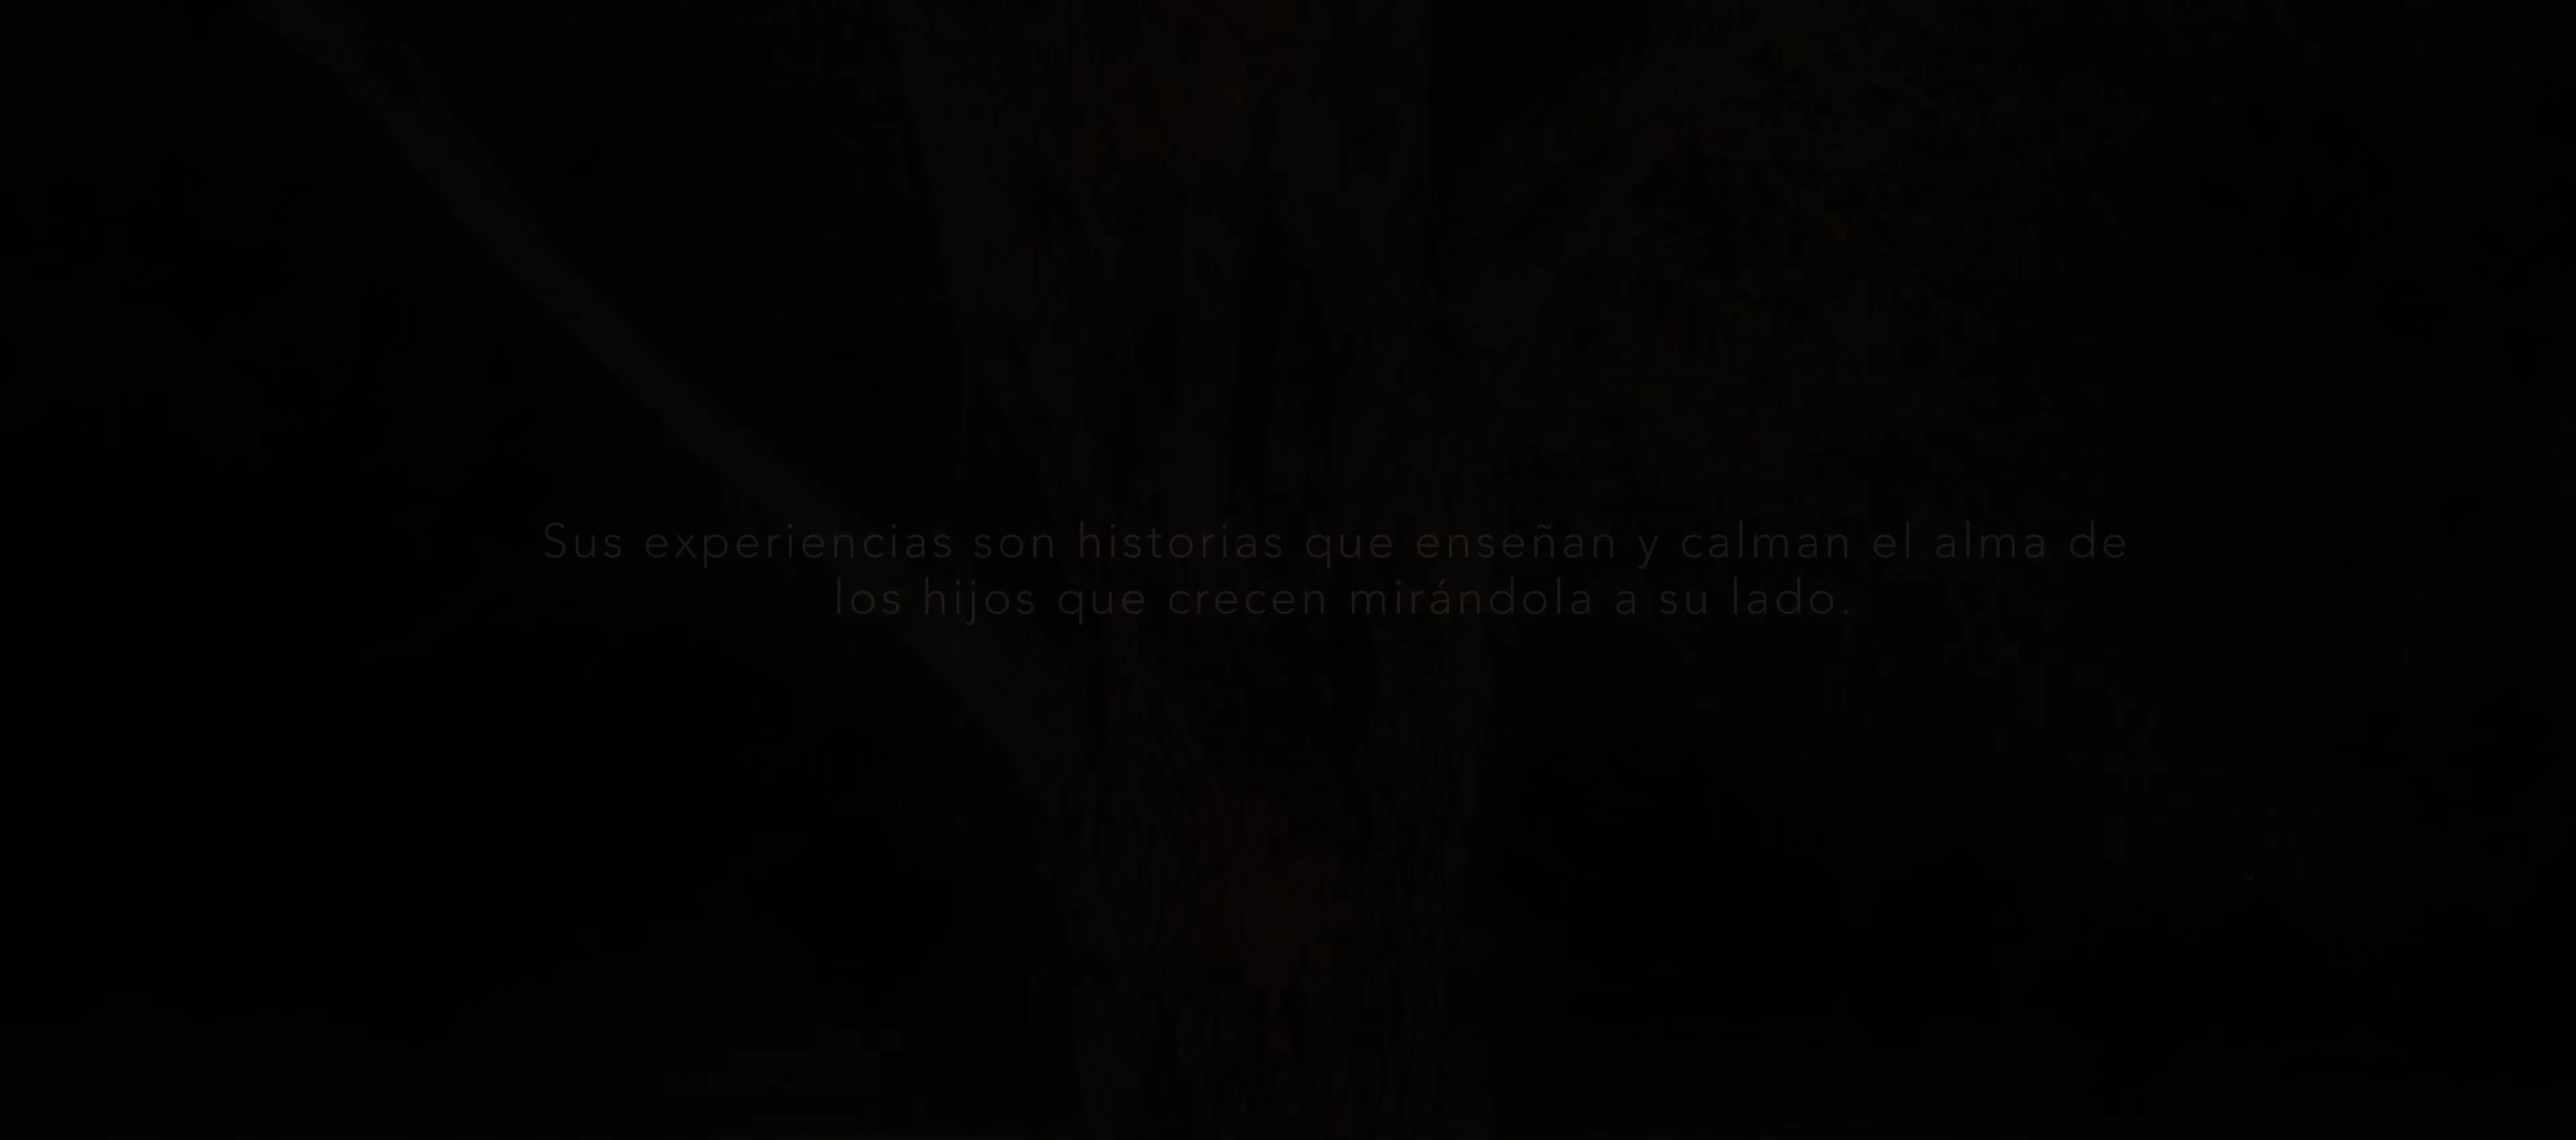 Sus experiencias son historias que enseñan y calman el alma de
los hijos que crecen mirándola a su lado.